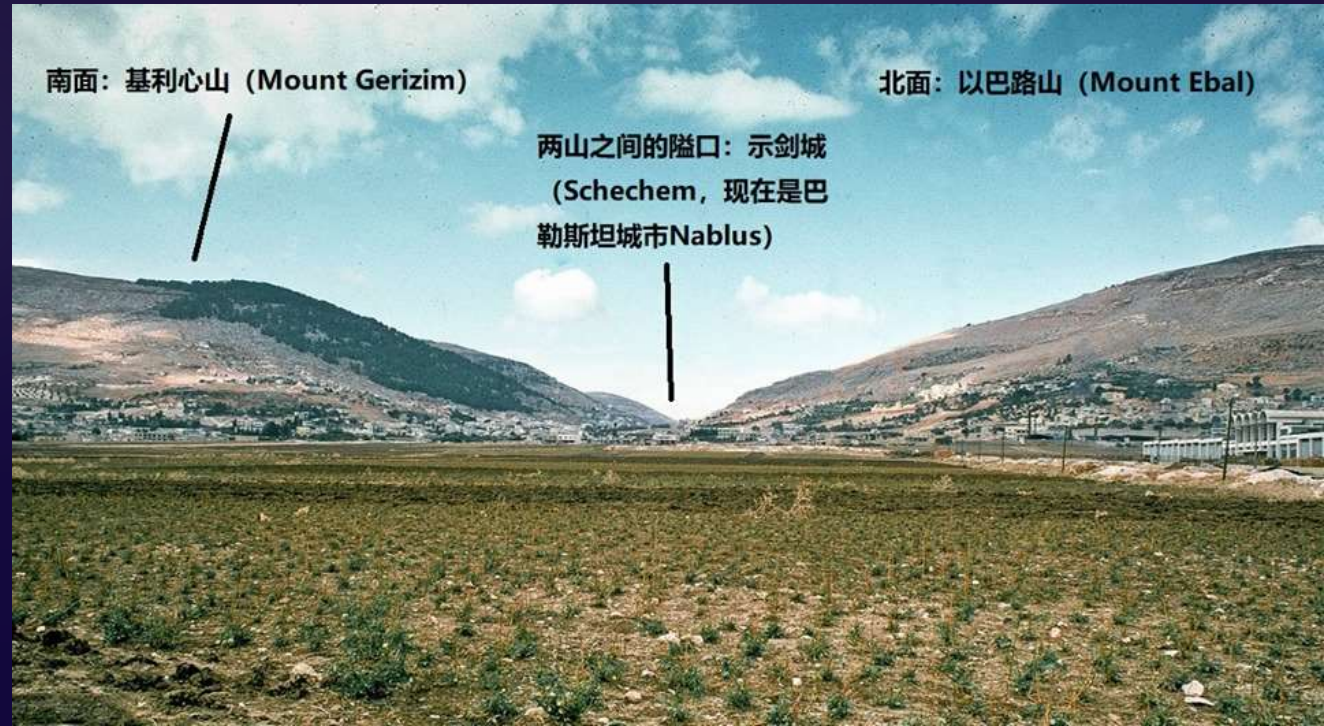 南面：基利心山（Mount Gerizim）
北面：以巴路山（Mount Ebal）
两山之间的隘口：示剑城
（Schechem，现在是巴
勒斯坦城市Nablus）